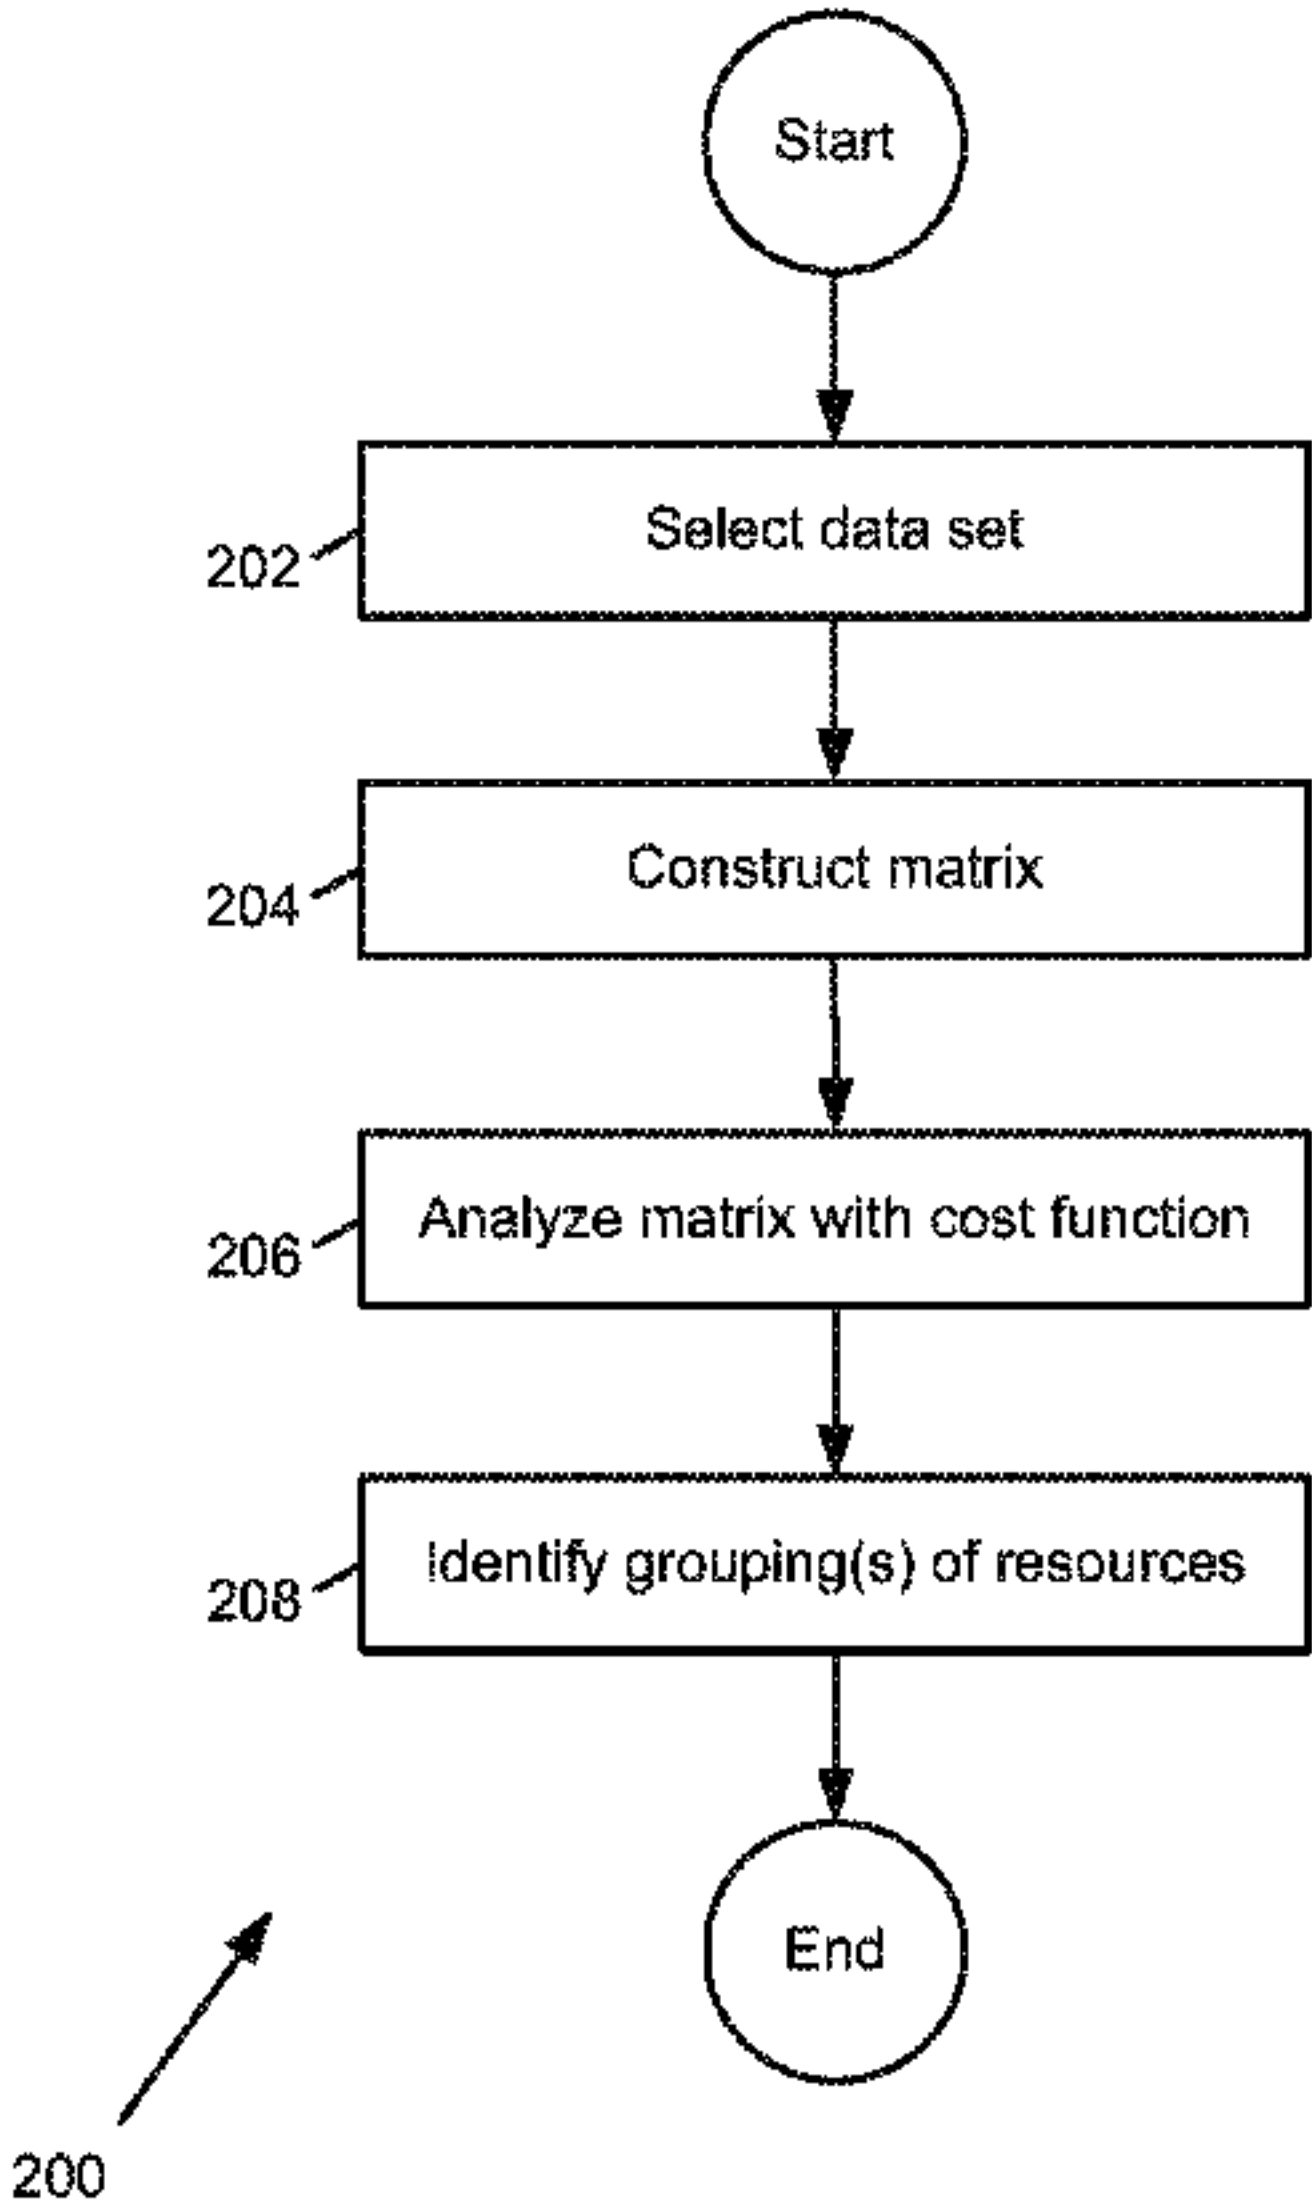 Start
Select data set
202
Construct matrix
204
Analyze matrix with cost function
206
Identify grouping(s) of resources
208
End
200